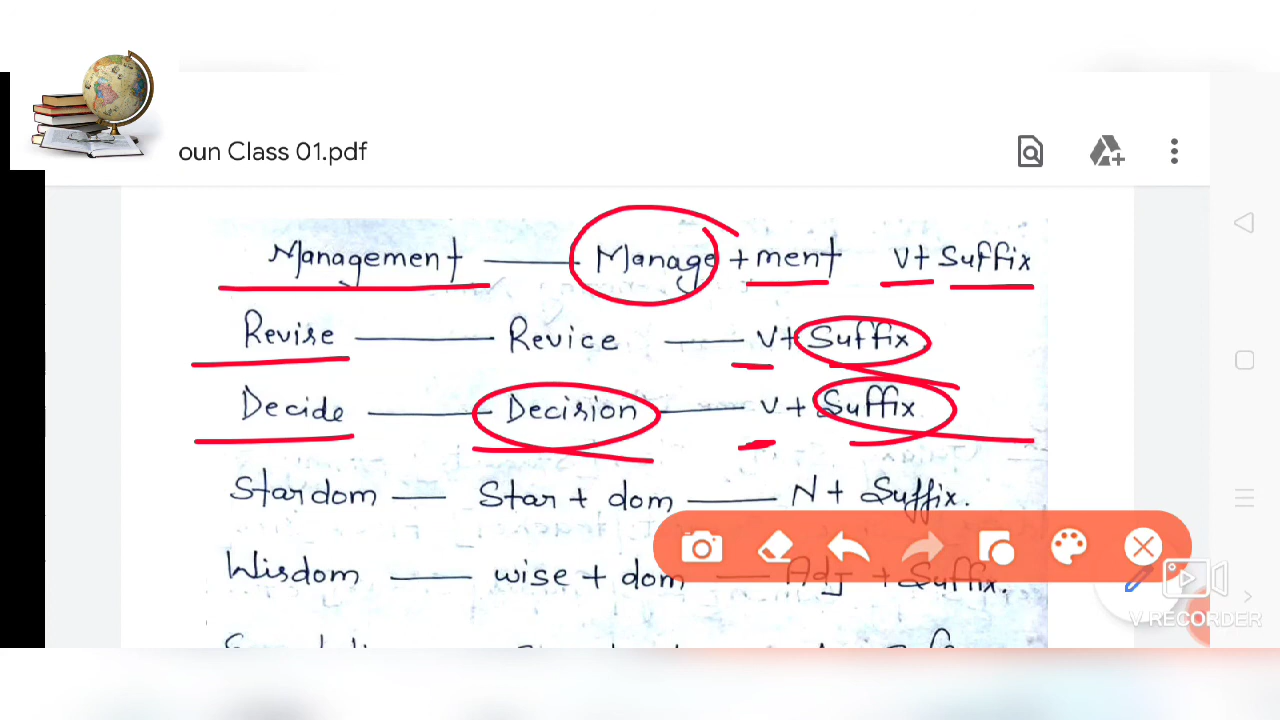 oun Class 01.pdf
Management —— Manage + ment V+ Suffix
Revise —— Revice —— V+ Suffix
Decide —— Decision —— V + Suffix
Stardom — Star + dom —— N + Suffix.
Wisdom — wise + dom — Adj + Suffix.
V RECORDER